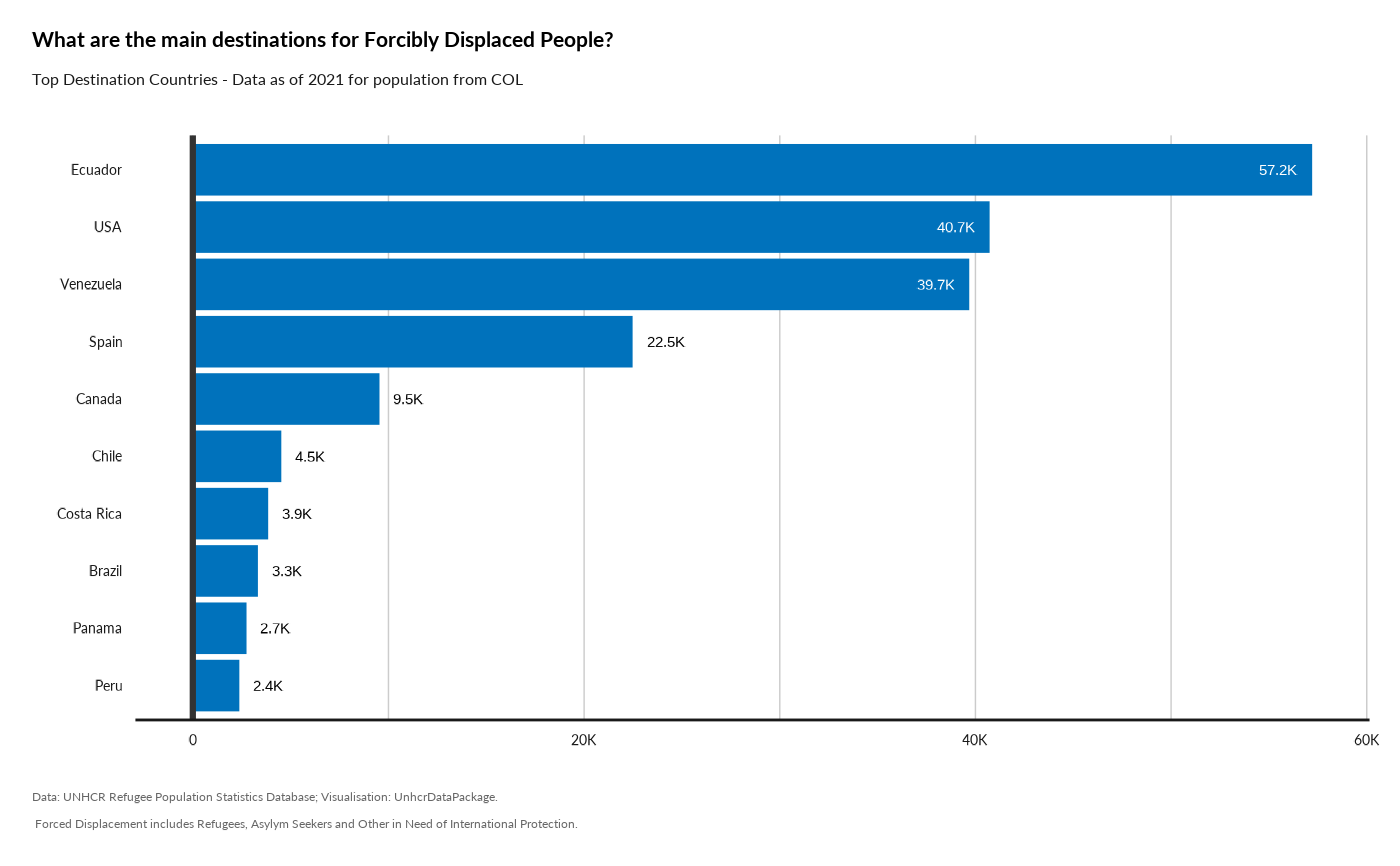 What are the main destinations for Forcibly Displaced People?
Top Destination Countries - Data as of 2021 for population from COL
Ecuador 57.2K
USA 40.7K
Venezuela 39.7K
Spain 22.5K
Canada 9.5K
Chile 4.5K
Costa Rica 3.9K
Brazil 3.3K
Panama 2.7K
Peru 2.4K
0 20K 40K 60K
Data: UNHCR Refugee Population Statistics Database; Visualisation: UnhcrDataPackage.
Forced Displacement includes Refugees, Asylym Seekers and Other in Need of International Protection.